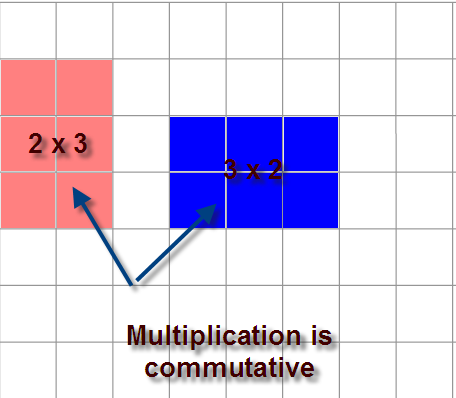 2 x 3
3 x 2
Multiplication is
commutative